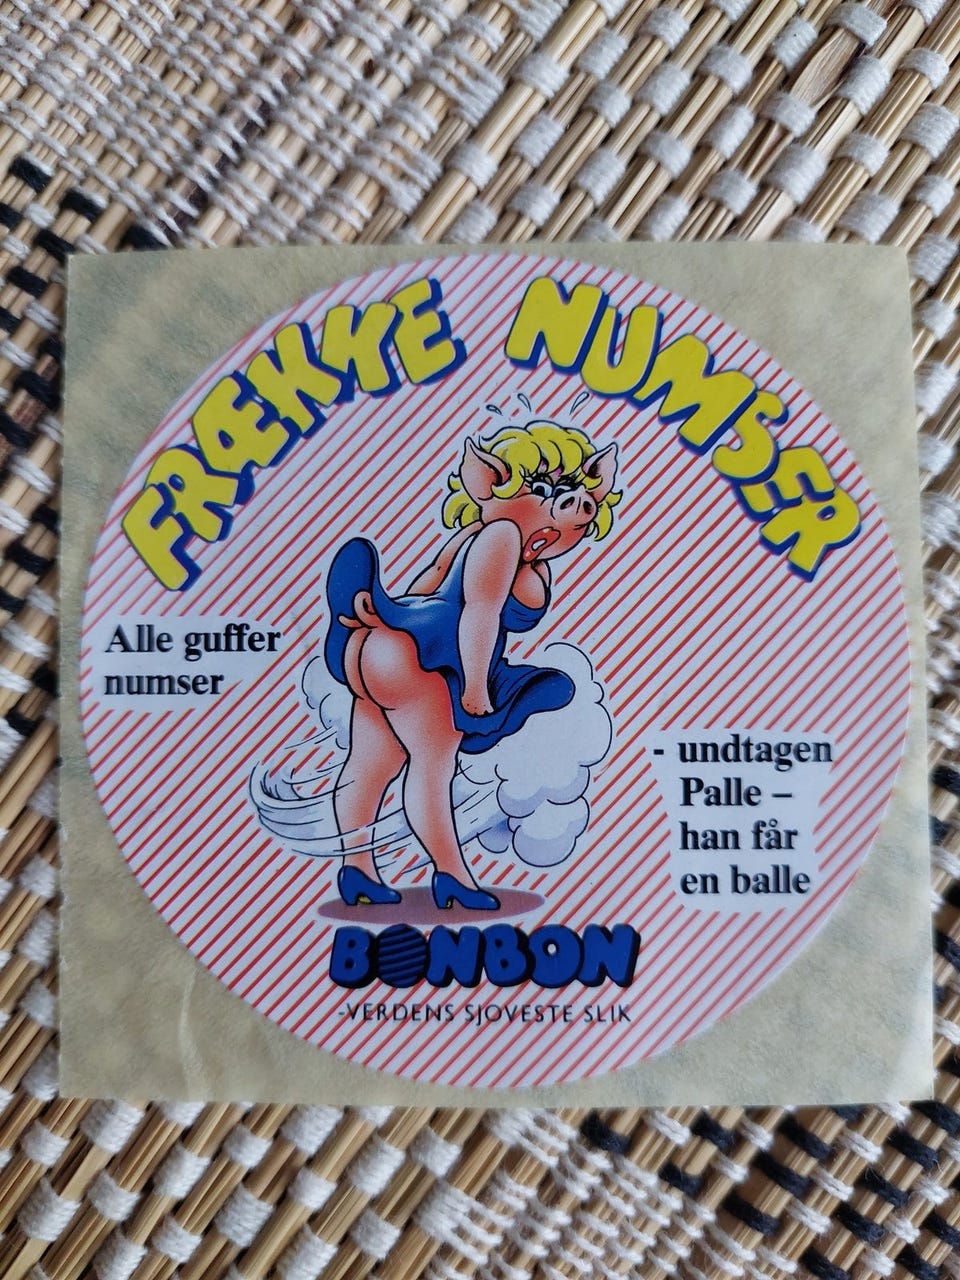 FRÆKKE NUMSER
Alle guffer
numser
- undtagen
Palle –
han får
en balle
BONBON
-VERDENS SJOVESTE SLIK